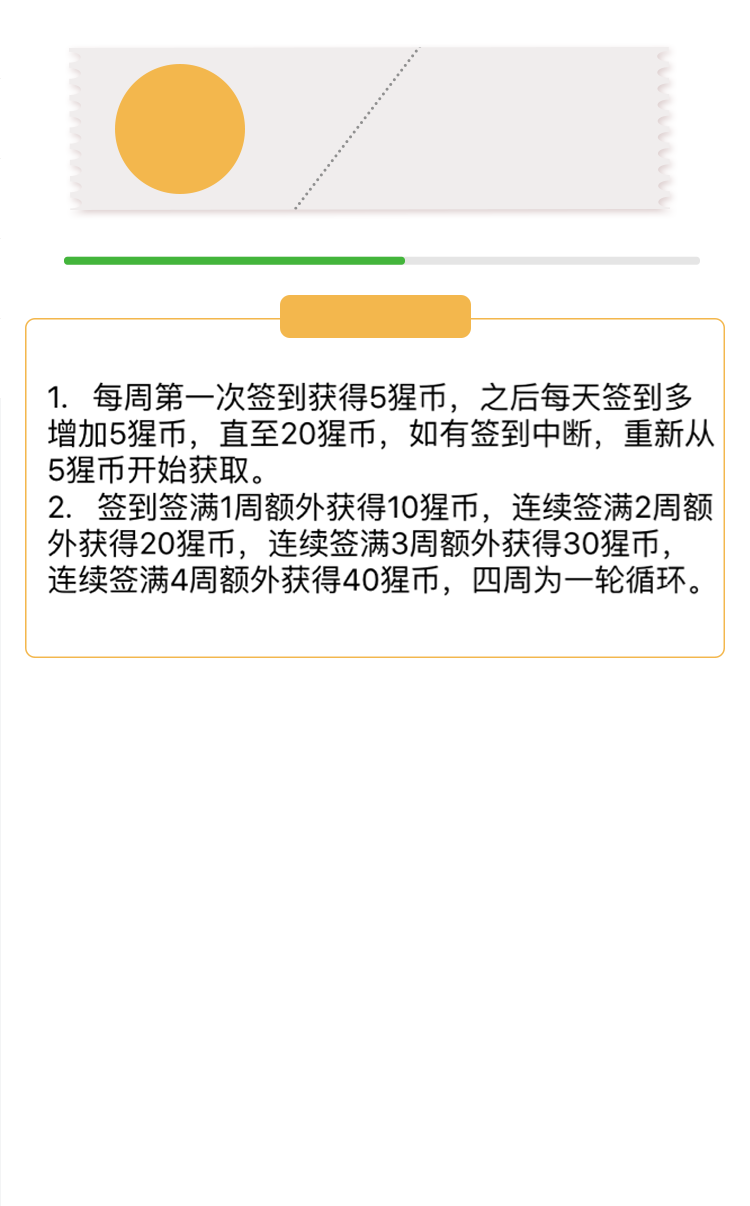 1. 每周第一次签到获得5猩币，之后每天签到多
增加5猩币，直至20猩币，如有签到中断，重新从
5猩币开始获取。
2. 签到签满1周额外获得10猩币，连续签满2周额
外获得20猩币，连续签满3周额外获得30猩币，
连续签满4周额外获得40猩币，四周为一轮循环。